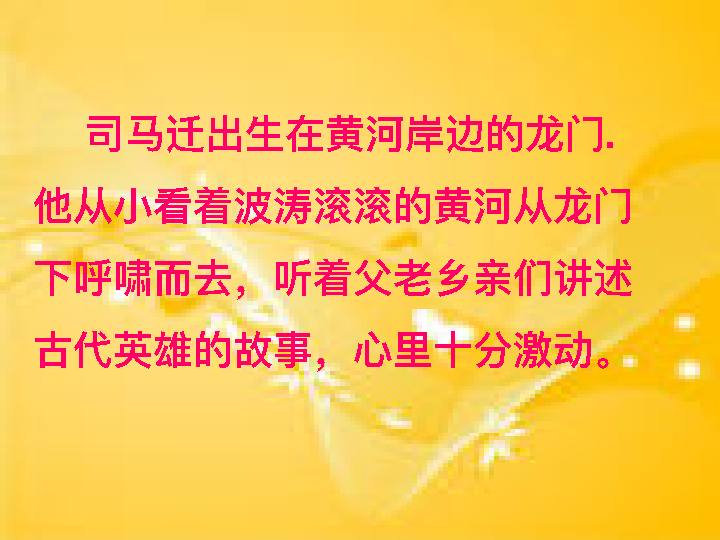 司马迁出生在黄河岸边的龙门.
他从小看着波涛滚滚的黄河从龙门
下呼啸而去，听着父老乡亲们讲述
古代英雄的故事，心里十分激动。